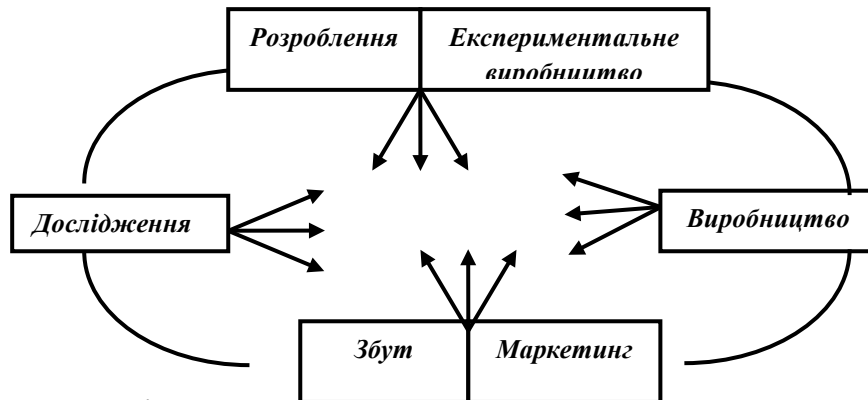 Розроблення
Експериментальне
виробництво
Дослідження
Виробництво
Збут
Маркетинг